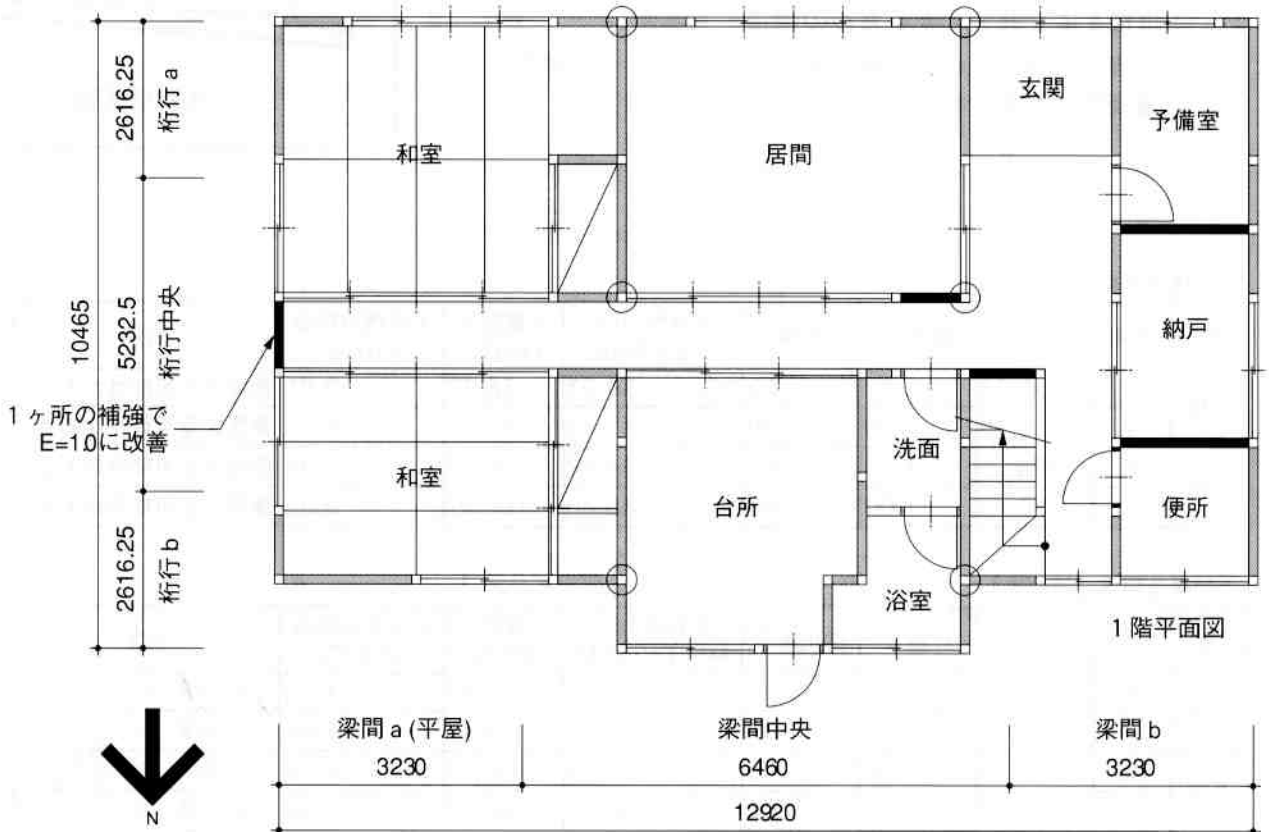 2616.25
桁行 a
10465
5232.5
桁行中央
2616.25
桁行 b
1 ヶ所の補強で
E=1.0に改善
和室
居間
玄関
予備室
納戸
和室
台所
洗面
浴室
便所
1 階平面図
N
梁間 a (平屋)
梁間中央
梁間 b
3230
6460
3230
12920